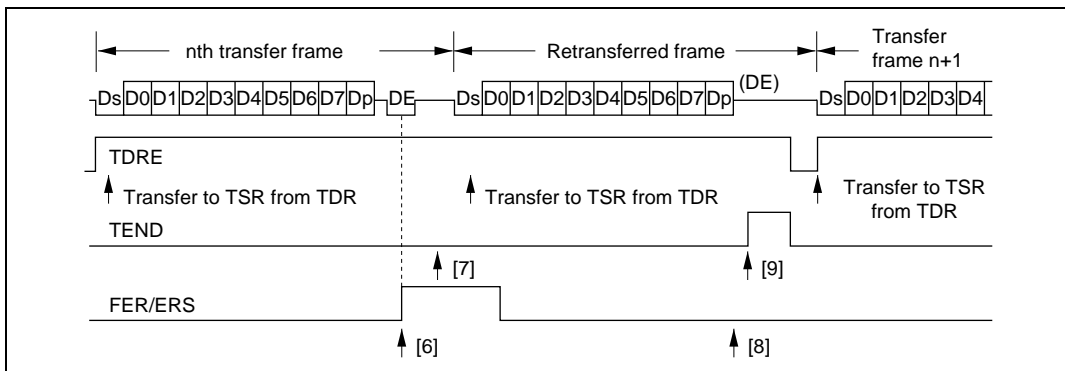 nth transfer frame
Retransferred frame
Transfer
frame n+1
Ds D0 D1 D2 D3 D4 D5 D6 D7 Dp DE
Ds D0 D1 D2 D3 D4 D5 D6 D7 Dp
(DE)
Ds D0 D1 D2 D3 D4
TDRE
Transfer to TSR from TDR
Transfer to TSR from TDR
Transfer to TSR
from TDR
TEND
[7]
[9]
FER/ERS
[6]
[8]